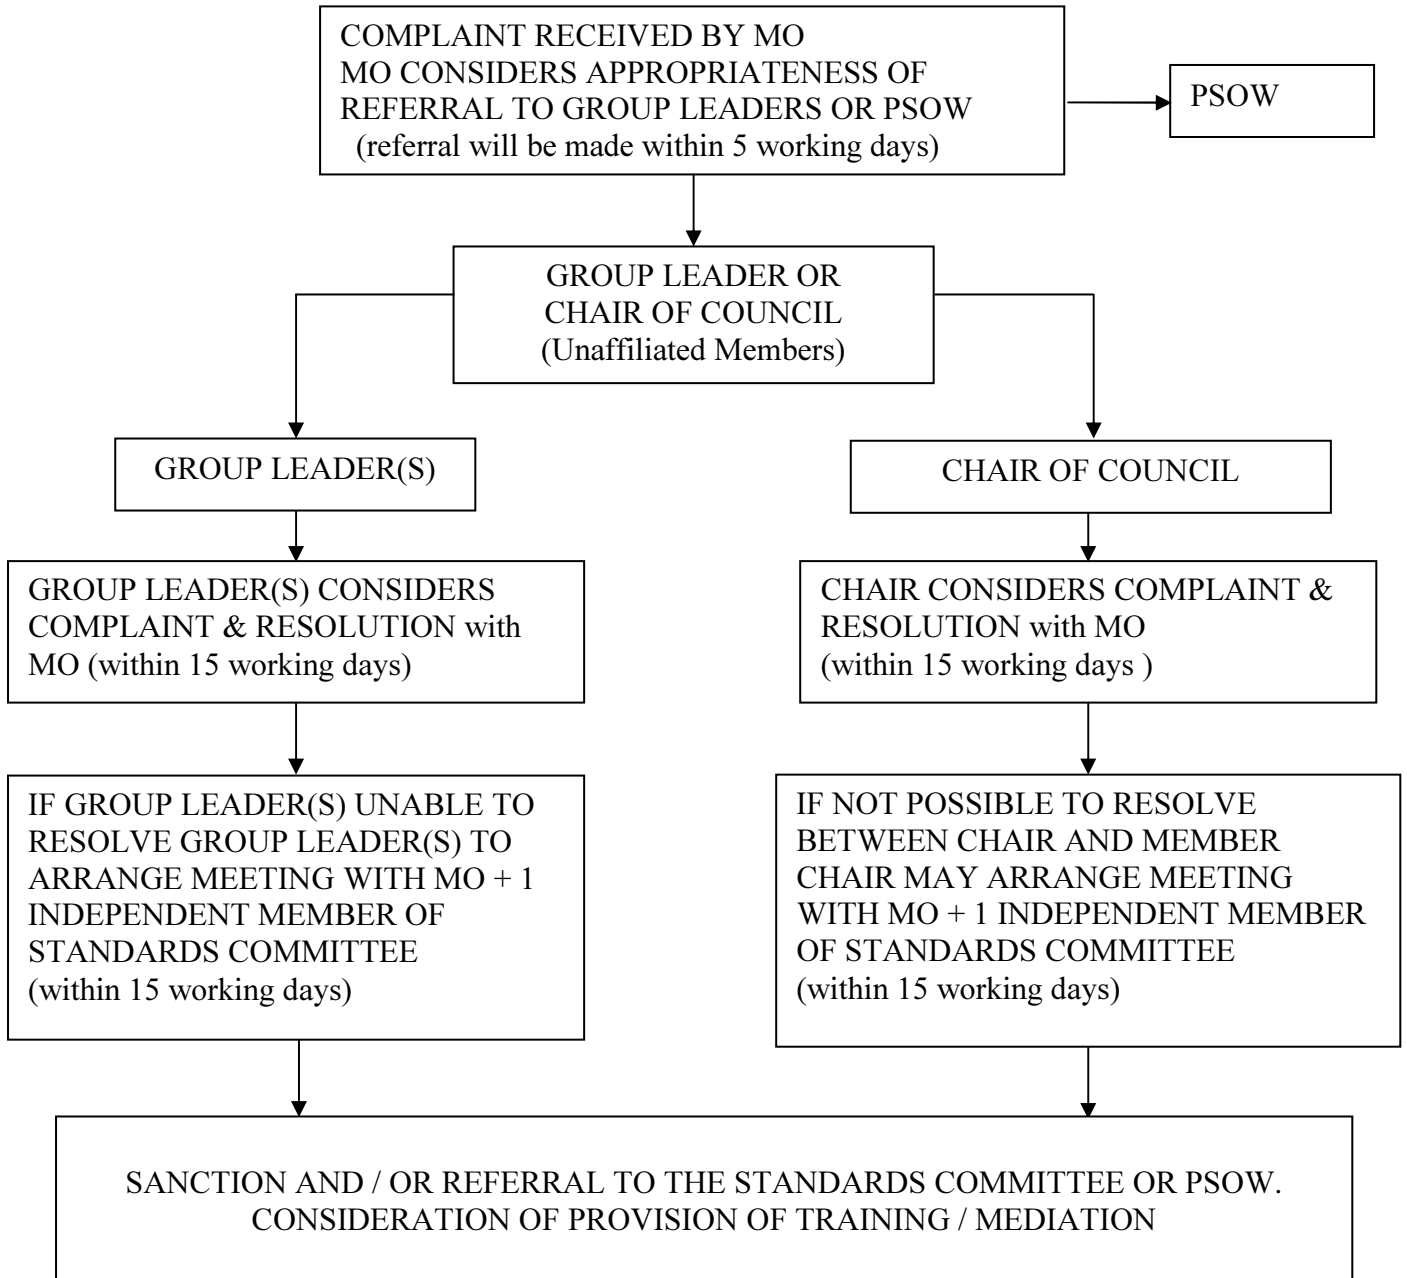 COMPLAINT RECEIVED BY MO
MO CONSIDERS APPROPRIATENESS OF
REFERRAL TO GROUP LEADERS OR PSOW
(referral will be made within 5 working days)
PSOW
GROUP LEADER OR
CHAIR OF COUNCIL
(Unaffiliated Members)
GROUP LEADER(S)
CHAIR OF COUNCIL
GROUP LEADER(S) CONSIDERS
COMPLAINT & RESOLUTION with
MO (within 15 working days)
CHAIR CONSIDERS COMPLAINT &
RESOLUTION with MO
(within 15 working days )
IF GROUP LEADER(S) UNABLE TO
RESOLVE GROUP LEADER(S) TO
ARRANGE MEETING WITH MO + 1
INDEPENDENT MEMBER OF
STANDARDS COMMITTEE
(within 15 working days)
IF NOT POSSIBLE TO RESOLVE
BETWEEN CHAIR AND MEMBER
CHAIR MAY ARRANGE MEETING
WITH MO + 1 INDEPENDENT MEMBER
OF STANDARDS COMMITTEE
(within 15 working days)
SANCTION AND / OR REFERRAL TO THE STANDARDS COMMITTEE OR PSOW.
CONSIDERATION OF PROVISION OF TRAINING / MEDIATION